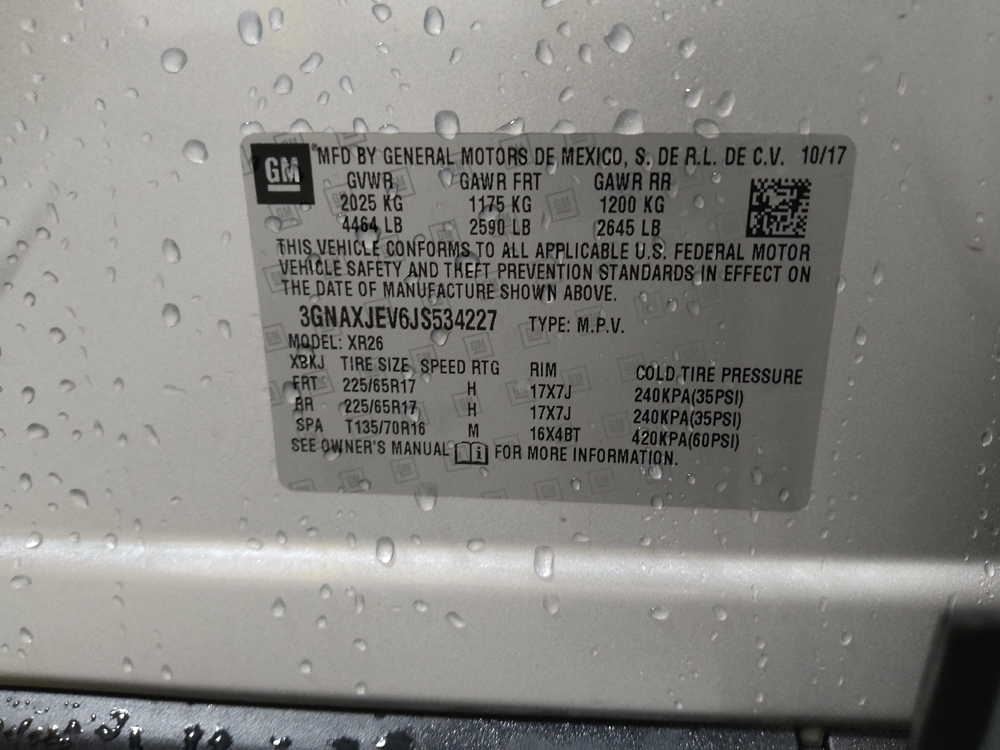 GM
MFD BY GENERAL MOTORS DE MEXICO, S. DE R.L. DE C.V. 10/17
GVWR GAWR FRT GAWR RR
2025 KG 1175 KG 1200 KG
4464 LB 2590 LB 2645 LB
THIS VEHICLE CONFORMS TO ALL APPLICABLE U.S. FEDERAL MOTOR
VEHICLE SAFETY AND THEFT PREVENTION STANDARDS IN EFFECT ON
THE DATE OF MANUFACTURE SHOWN ABOVE.
3GNAXJEV6JS534227 TYPE: M.P.V.
MODEL: XR26
XBKJ TIRE SIZE SPEED RTG RIM COLD TIRE PRESSURE
FRT 225/65R17 H 17X7J 240KPA(35PSI)
RR 225/65R17 H 17X7J 240KPA(35PSI)
SPA T135/70R16 M 16X4BT 420KPA(60PSI)
SEE OWNER'S MANUAL FOR MORE INFORMATION.